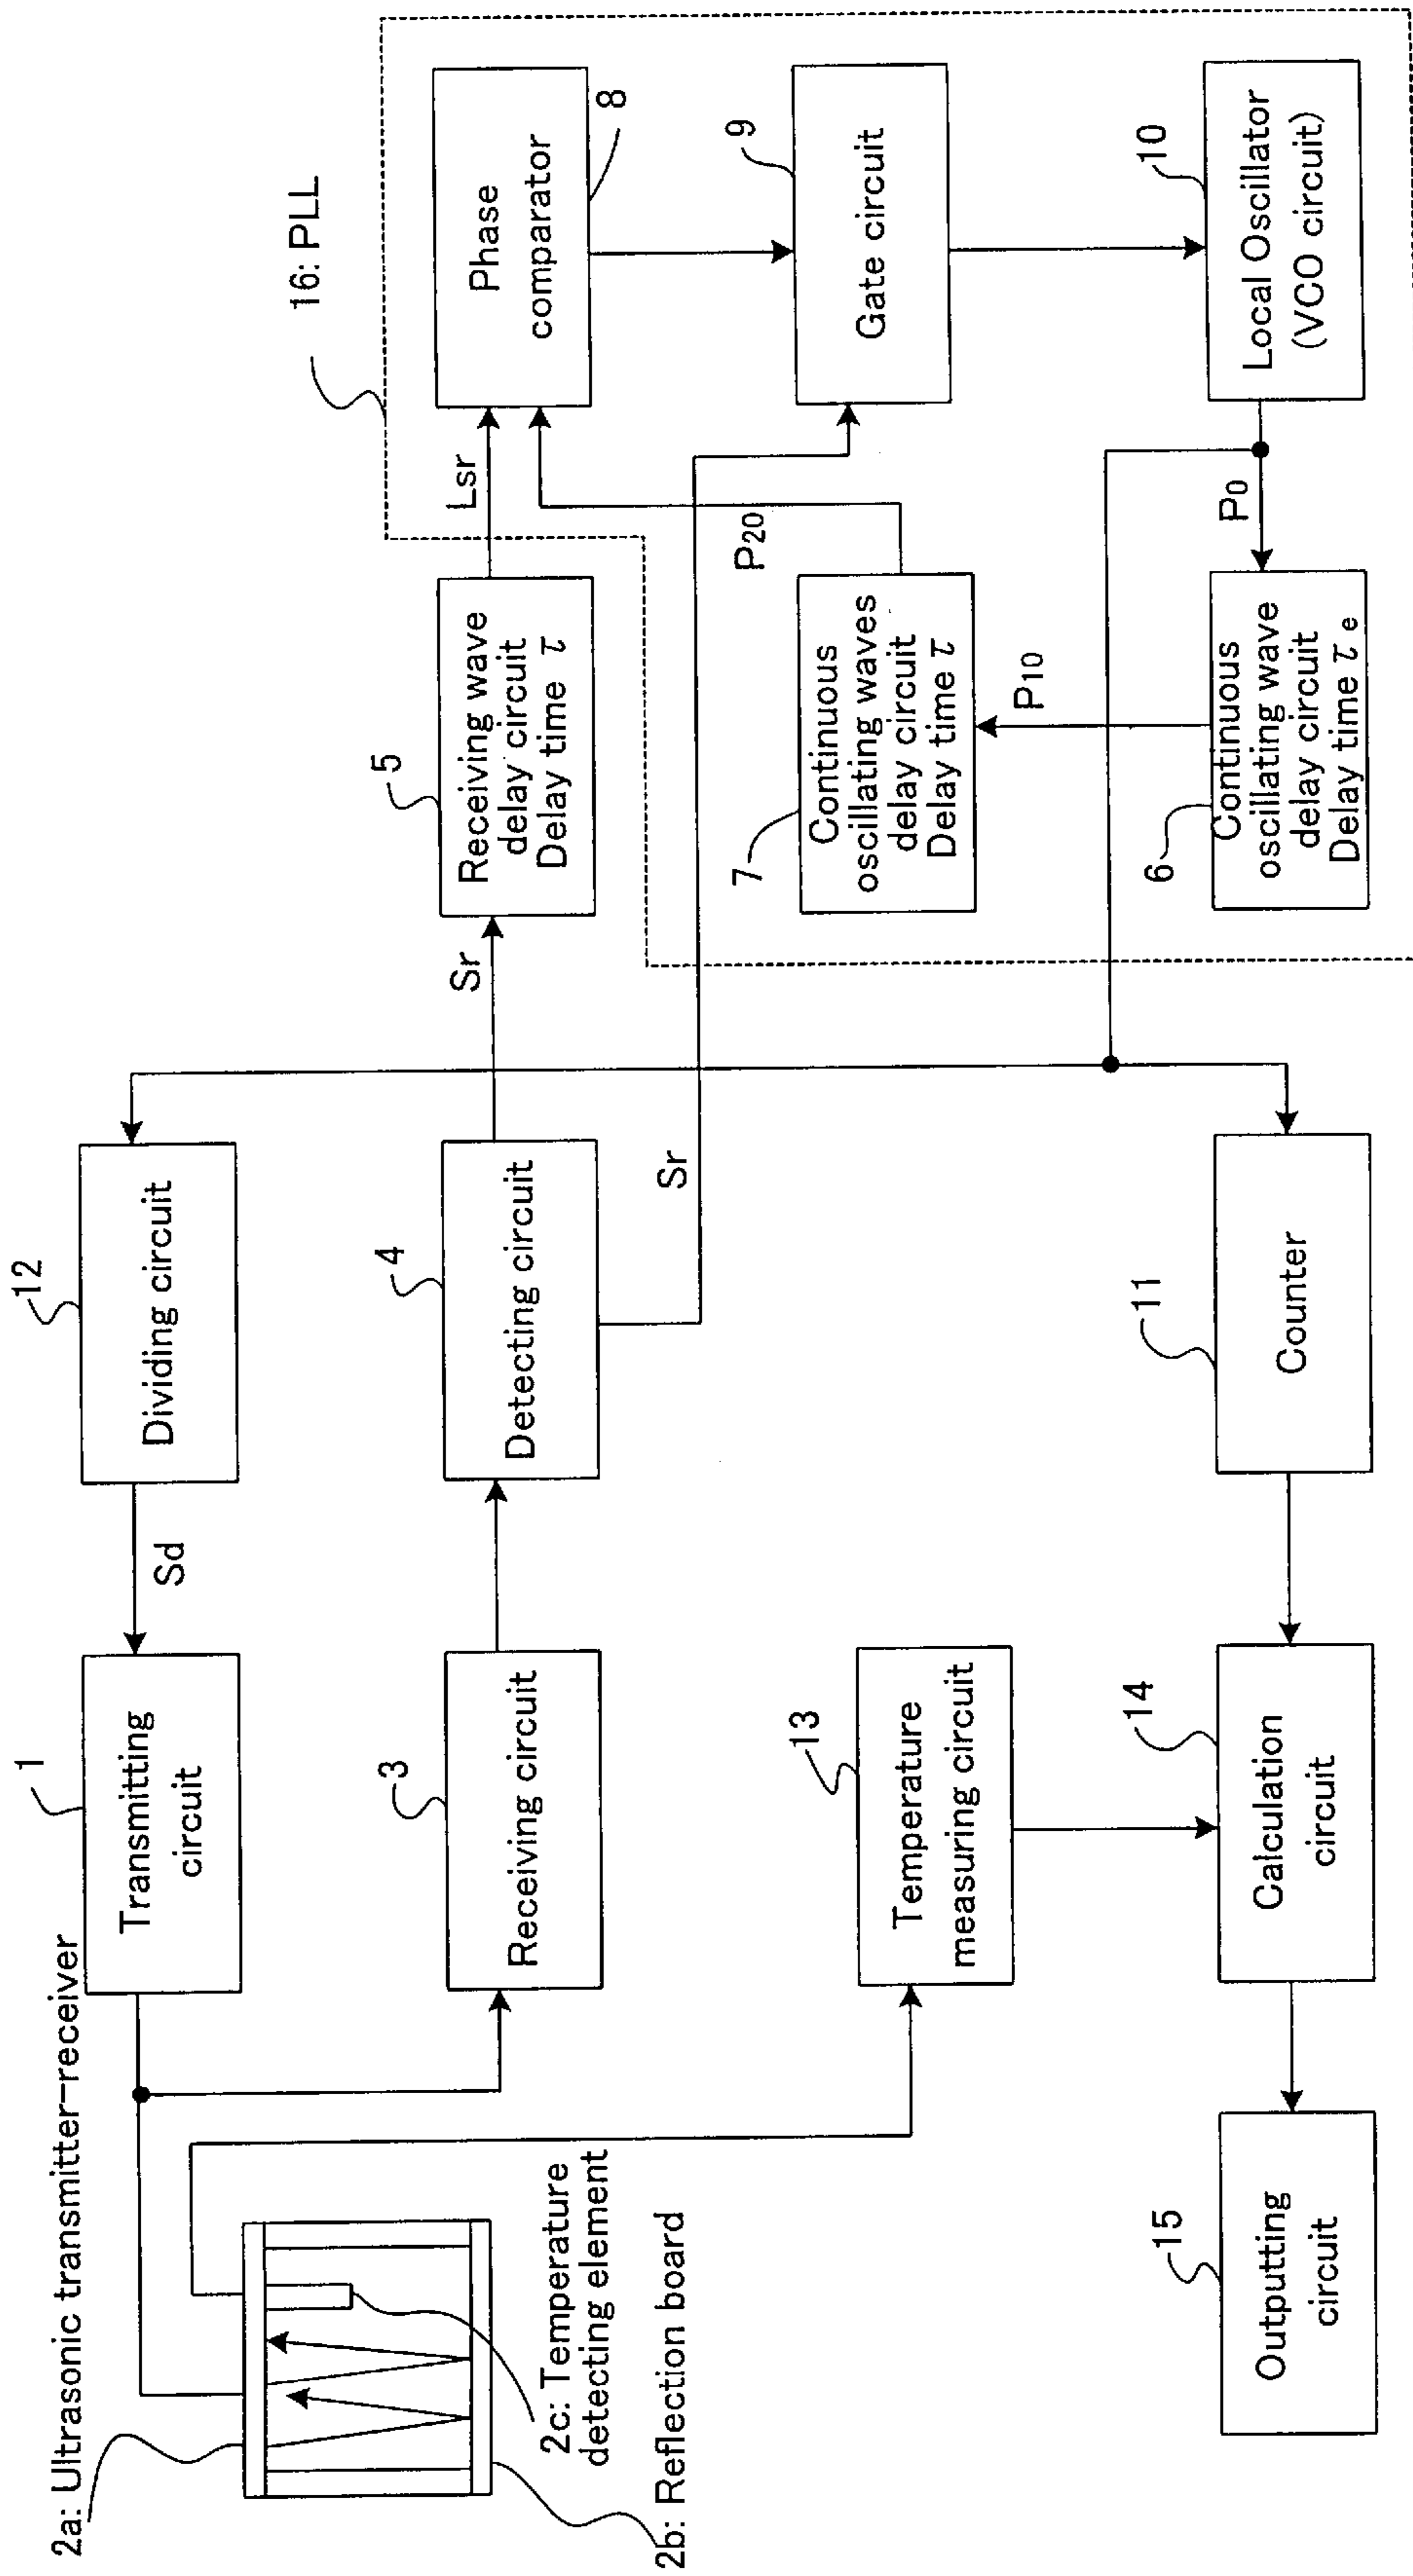 16: PLL
Phase
comparator
8
Gate circuit
9
Local Oscillator
(VCO circuit)
10
Lsr
P20
P0
Receiving wave
delay circuit
Delay time τ
5
Continuous
oscillating waves
delay circuit
Delay time τ
7
P10
Continuous
oscillating wave
delay circuit
Delay time τe
6
Sr
Sr
12
Dividing circuit
4
Detecting circuit
11
Counter
Sd
1
Transmitting
circuit
3
Receiving circuit
13
Temperature
measuring circuit
14
Calculation
circuit
2a: Ultrasonic transmitter-receiver
2c: Temperature
detecting element
2b: Reflection board
15
Outputting
circuit